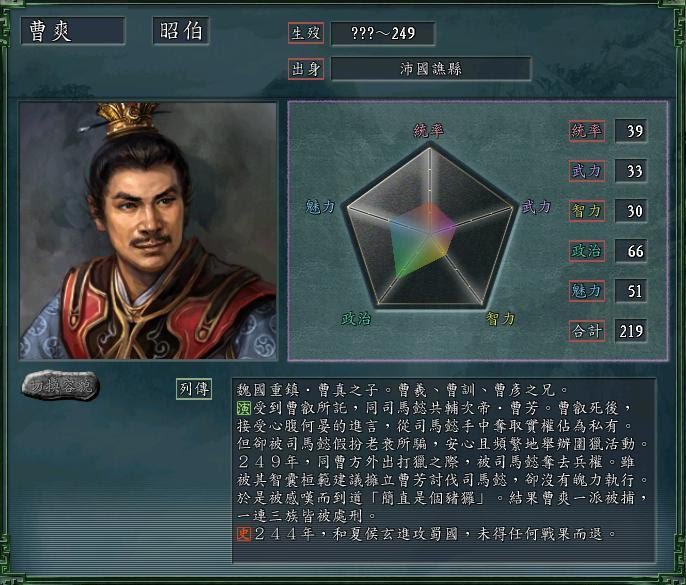 曹爽 昭伯
生歿 ???～249
出身 沛國譙縣
統率
武力
智力
政治
魅力
統率 39
武力 33
智力 30
政治 66
魅力 51
合計 219
切換容貌
列傳
魏國重鎮‧曹真之子。曹羲、曹訓、曹彥之兄。
演受到曹叡所託，同司馬懿共輔次帝‧曹芳。曹叡死後，
接受心腹何晏的進言，從司馬懿手中奪取實權佔為私有。
但卻被司馬懿假扮老衰所騙，安心且頻繁地舉辦圍獵活動。
２４９年，同曹方外出打獵之際，被司馬懿奪去兵權。雖
被其智囊桓範建議擁立曹芳討伐司馬懿，卻沒有魄力執行。
於是被感嘆而到道「簡直是個豬玀」。結果曹爽一派被捕，
一連三族皆被處刑。
史２４４年，和夏侯玄進攻蜀國，未得任何戰果而退。